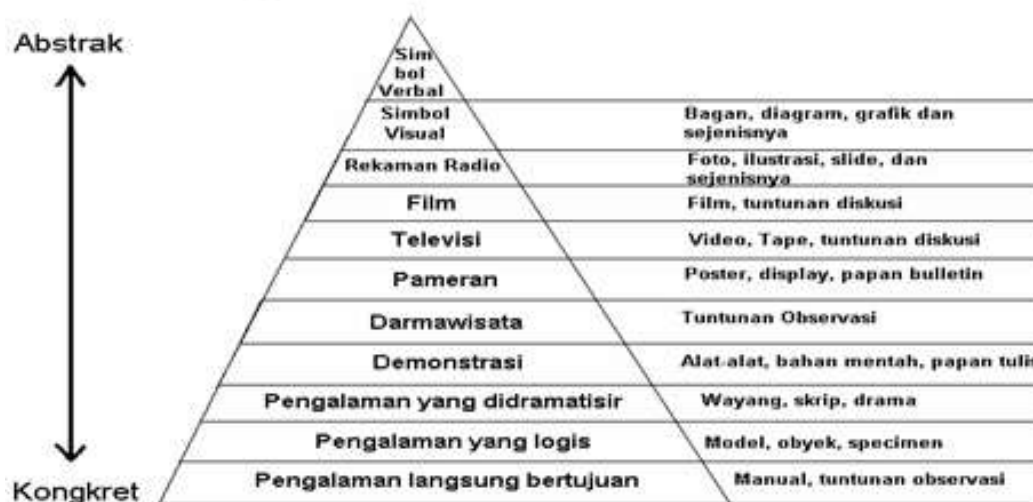 Abstrak
Sim
bol
Verbal
Simbol
Visual
Bagan, diagram, grafik dan
sejenisnya
Rekaman Radio
Foto, ilustrasi, slide, dan
sejenisnya
Film
Film, tuntunan diskusi
Televisi
Video, Tape, tuntunan diskusi
Pameran
Poster, display, papan bulletin
Darmawisata
Tuntunan Observasi
Demonstrasi
Alat-alat, bahan mentah, papan tulis
Pengalaman yang didramatisir
Wayang, skrip, drama
Pengalaman yang logis
Model, obyek, specimen
Pengalaman langsung bertujuan
Manual, tuntunan observasi
Kongkret